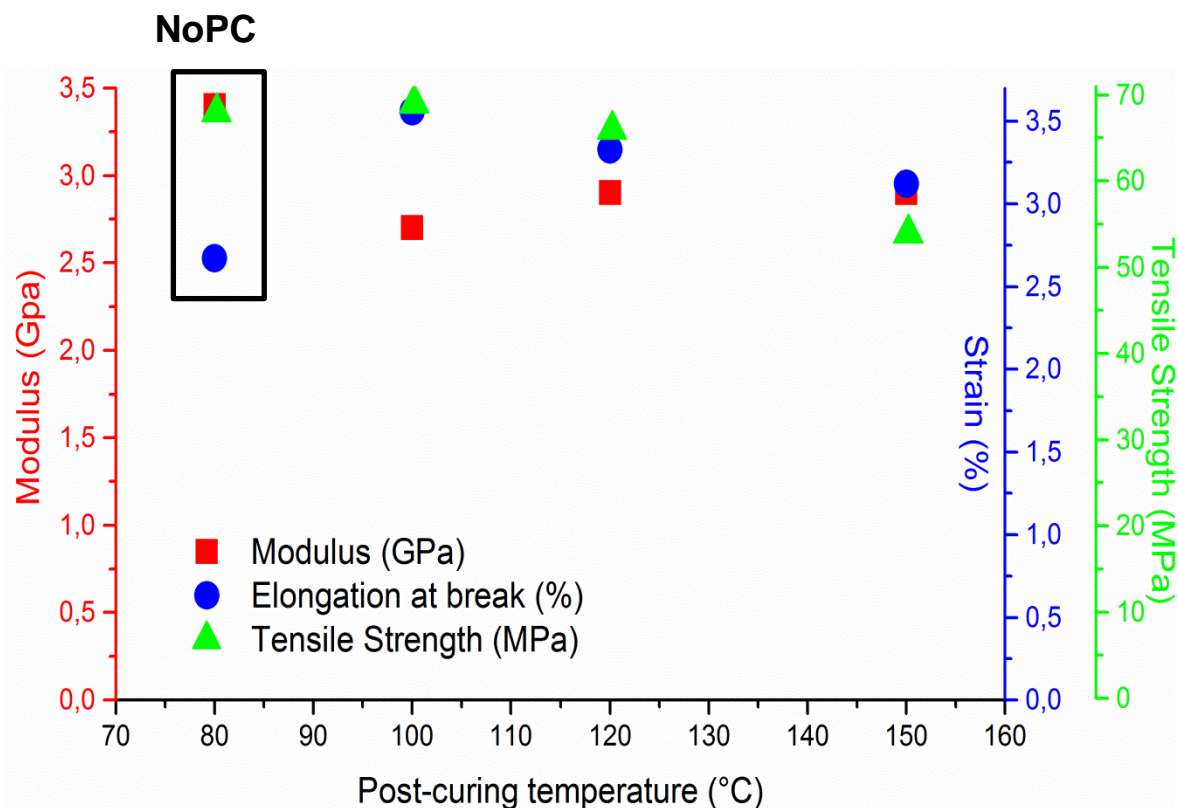 NoPC
3,5
3,0
2,5
2,0
1,5
1,0
0,5
0,0
Modulus (Gpa)
3,5
3,0
2,5
2,0
1,5
1,0
0,5
0,0
Strain (%)
70
60
50
40
30
20
10
0
Tensile Strength (MPa)
Modulus (GPa)
Elongation at break (%)
Tensile Strength (MPa)
70 80 90 100 110 120 130 140 150 160
Post-curing temperature (°C)